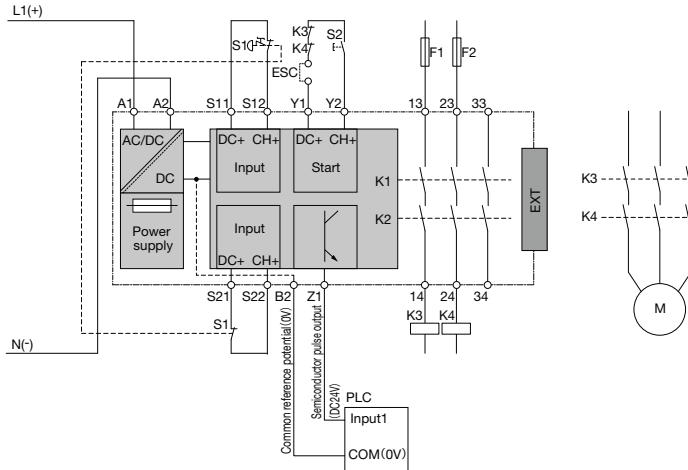 L1(+)
S1
K3
K4
S2
ESC
F1
F2
A1
A2
S11
S12
Y1
Y2
13
23
33
AC/DC
DC
Power
supply
DC+ CH+
Input
DC+ CH+
Start
Input
DC+ CH+
K1
K2
EXT
K3
K4
M
S21
S22
B2
Z1
14
24
34
K3
K4
S1
N(-)
Common reference potential(0V)
Semiconductor pulse output
(DC24V)
PLC
Input1
COM(0V)